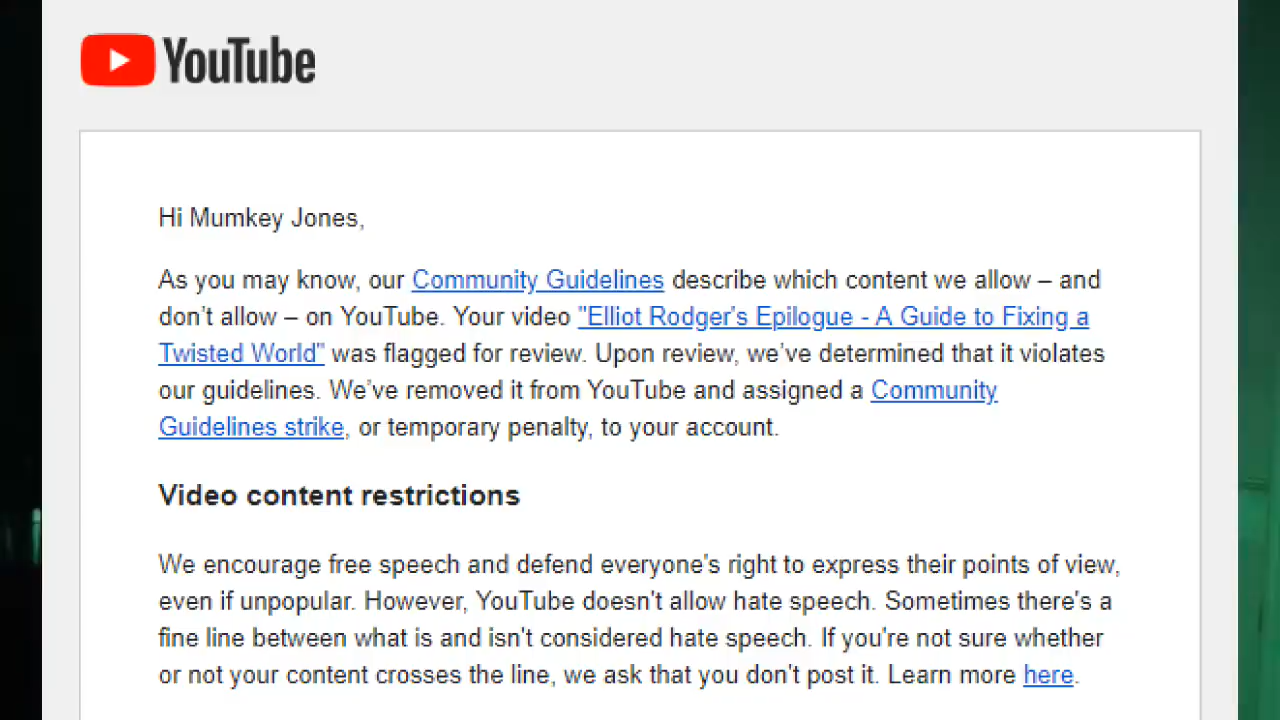 YouTube
Hi Mumkey Jones,
As you may know, our Community Guidelines describe which content we allow – and
don’t allow – on YouTube. Your video "Elliot Rodger's Epilogue - A Guide to Fixing a
Twisted World" was flagged for review. Upon review, we’ve determined that it violates
our guidelines. We’ve removed it from YouTube and assigned a Community
Guidelines strike, or temporary penalty, to your account.
Video content restrictions
We encourage free speech and defend everyone's right to express their points of view,
even if unpopular. However, YouTube doesn't allow hate speech. Sometimes there's a
fine line between what is and isn't considered hate speech. If you're not sure whether
or not your content crosses the line, we ask that you don't post it. Learn more here.